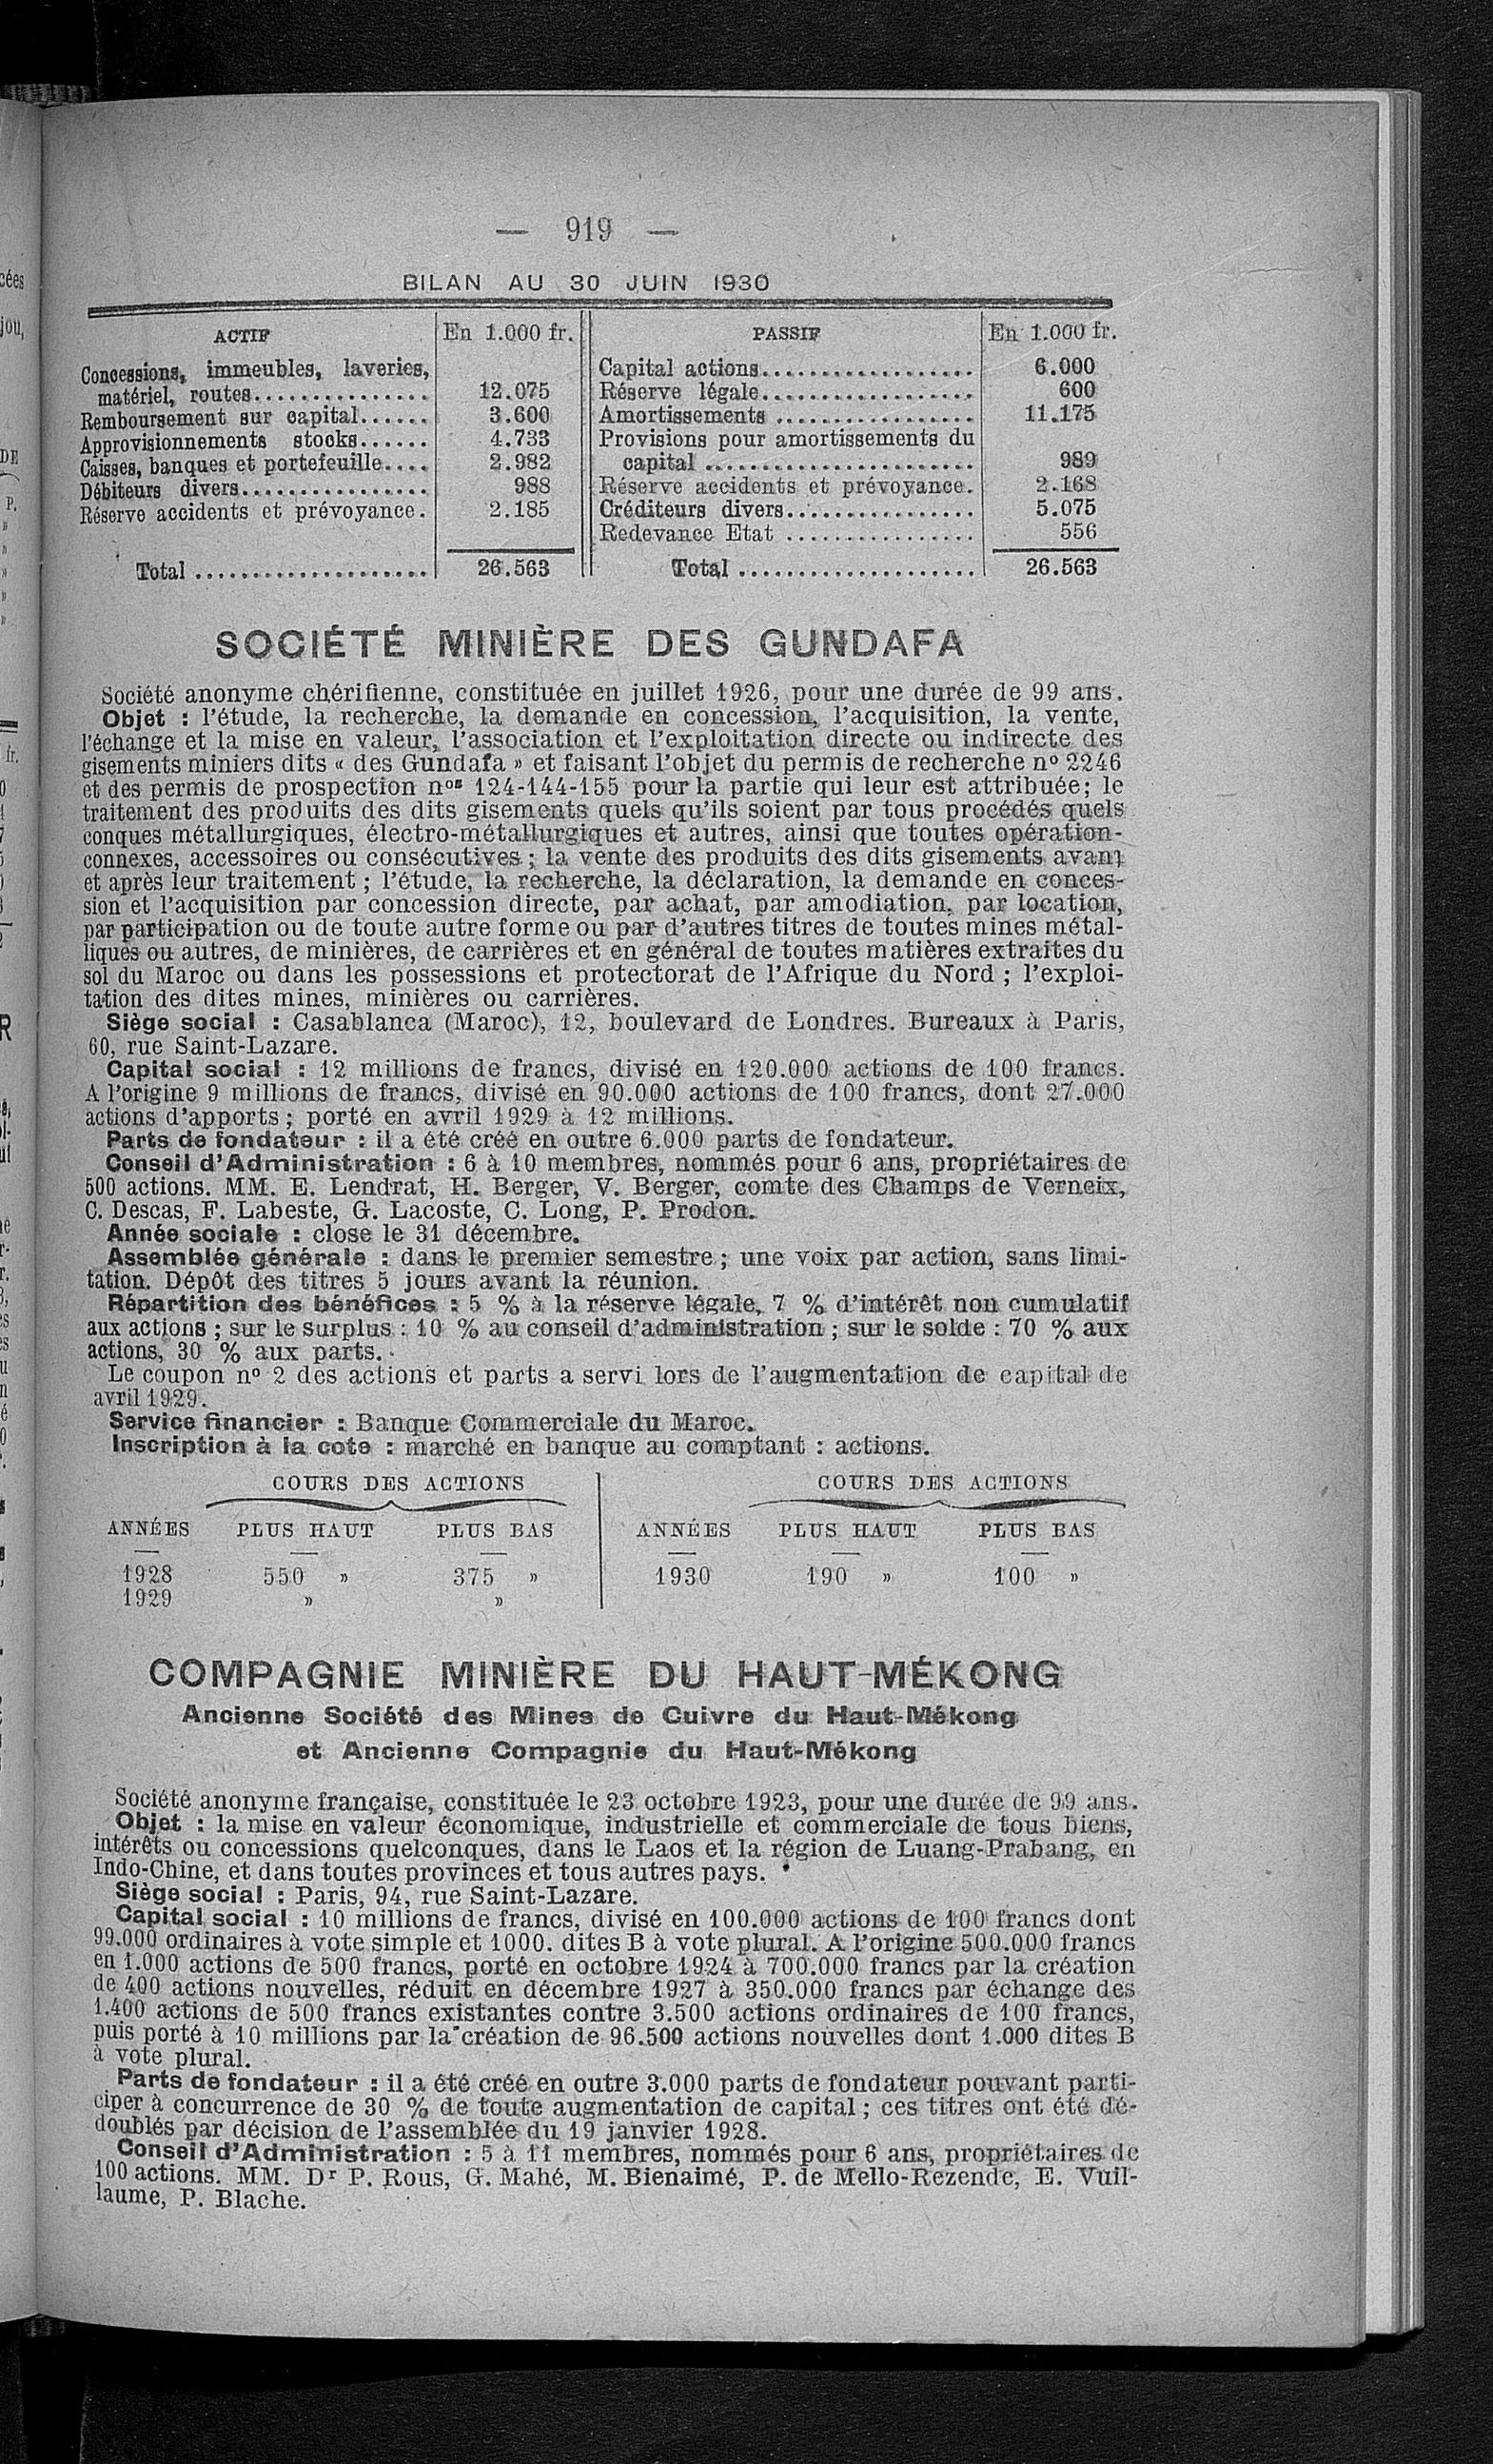 — 919 —
BILAN AU 30 JUIN 1930
ACTIF En 1.000 fr. PASSIF En 1.000 fr.
Concessions, immeubles, laveries, Capital actions.................. 6.000
matériel, routes............... 12.075 Réserve légale.................. 600
Remboursement sur capital...... 3.600 Amortissements ................. 11.175
Approvisionnements stocks...... 4.733 Provisions pour amortissements du
Caisses, banques et portefeuille.... 2.982 capital ....................... 989
Débiteurs divers................ 988 Réserve accidents et prévoyance. 2.168
Réserve accidents et prévoyance. 2.185 Créditeurs divers................ 5.075
Redevance Etat ................ 556
Total .................... 26.563 Total .................... 26.563
SOCIÉTÉ MINIÈRE DES GUNDAFA
Société anonyme chérifienne, constituée en juillet 1926, pour une durée de 99 ans.
Objet : l'étude, la recherche, la demande en concession, l'acquisition, la vente,
l'échange et la mise en valeur, l'association et l'exploitation directe ou indirecte des
gisements miniers dits « des Gundafa » et faisant l'objet du permis de recherche nº 2246
et des permis de prospection nos 124-144-155 pour la partie qui leur est attribuée; le
traitement des produits des dits gisements quels qu'ils soient par tous procédés quels
conques métallurgiques, électro-métallurgiques et autres, ainsi que toutes opération-
connexes, accessoires ou consécutives ; la vente des produits des dits gisements avant
et après leur traitement ; l'étude, la recherche, la déclaration, la demande en conces-
sion et l'acquisition par concession directe, par achat, par amodiation, par location,
par participation ou de toute autre forme ou par d'autres titres de toutes mines métal-
liques ou autres, de minières, de carrières et en général de toutes matières extraites du
sol du Maroc ou dans les possessions et protectorat de l'Afrique du Nord ; l'exploi-
tation des dites mines, minières ou carrières.
Siège social : Casablanca (Maroc), 12, boulevard de Londres. Bureaux à Paris,
60, rue Saint-Lazare.
Capital social : 12 millions de francs, divisé en 120.000 actions de 100 francs.
A l'origine 9 millions de francs, divisé en 90.000 actions de 100 francs, dont 27.000
actions d'apports ; porté en avril 1929 à 12 millions.
Parts de fondateur : il a été créé en outre 6.000 parts de fondateur.
Conseil d'Administration : 6 à 10 membres, nommés pour 6 ans, propriétaires de
500 actions. MM. E. Lendrat, H. Berger, V. Berger, comte des Champs de Verneix,
C. Descas, F. Labeste, G. Lacoste, C. Long, P. Prodon.
Année sociale : close le 31 décembre.
Assemblée générale : dans le premier semestre ; une voix par action, sans limi-
tation. Dépôt des titres 5 jours avant la réunion.
Répartition des bénéfices : 5 % à la réserve légale, 7 % d'intérêt non cumulatif
aux actions ; sur le surplus : 10 % au conseil d'administration ; sur le solde : 70 % aux
actions, 30 % aux parts.
Le coupon nº 2 des actions et parts a servi lors de l'augmentation de capital de
avril 1929.
Service financier : Banque Commerciale du Maroc.
Inscription à la cote : marché en banque au comptant : actions.
COURS DES ACTIONS COURS DES ACTIONS
ANNÉES PLUS HAUT PLUS BAS ANNÉES PLUS HAUT PLUS BAS
1928 550 » 375 » 1930 190 » 100 »
1929 » »
COMPAGNIE MINIÈRE DU HAUT-MÉKONG
Ancienne Société des Mines de Cuivre du Haut-Mékong
et Ancienne Compagnie du Haut-Mékong
Société anonyme française, constituée le 23 octobre 1923, pour une durée de 99 ans.
Objet : la mise en valeur économique, industrielle et commerciale de tous biens,
intérêts ou concessions quelconques, dans le Laos et la région de Luang-Prabang, en
Indo-Chine, et dans toutes provinces et tous autres pays.
Siège social : Paris, 94, rue Saint-Lazare.
Capital social : 10 millions de francs, divisé en 100.000 actions de 100 francs dont
99.000 ordinaires à vote simple et 1000. dites B à vote plural. A l'origine 500.000 francs
en 1.000 actions de 500 francs, porté en octobre 1924 à 700.000 francs par la création
de 400 actions nouvelles, réduit en décembre 1927 à 350.000 francs par échange des
1.400 actions de 500 francs existantes contre 3.500 actions ordinaires de 100 francs,
puis porté à 10 millions par la création de 96.500 actions nouvelles dont 1.000 dites B
à vote plural.
Parts de fondateur : il a été créé en outre 3.000 parts de fondateur pouvant parti-
ciper à concurrence de 30 % de toute augmentation de capital ; ces titres ont été dé-
doublés par décision de l'assemblée du 19 janvier 1928.
Conseil d'Administration : 5 à 11 membres, nommés pour 6 ans, propriétaires de
100 actions. MM. Dr P. Rous, G. Mahé, M. Bienaimé, P. de Mello-Rezende, E. Vuil-
laume, P. Blache.